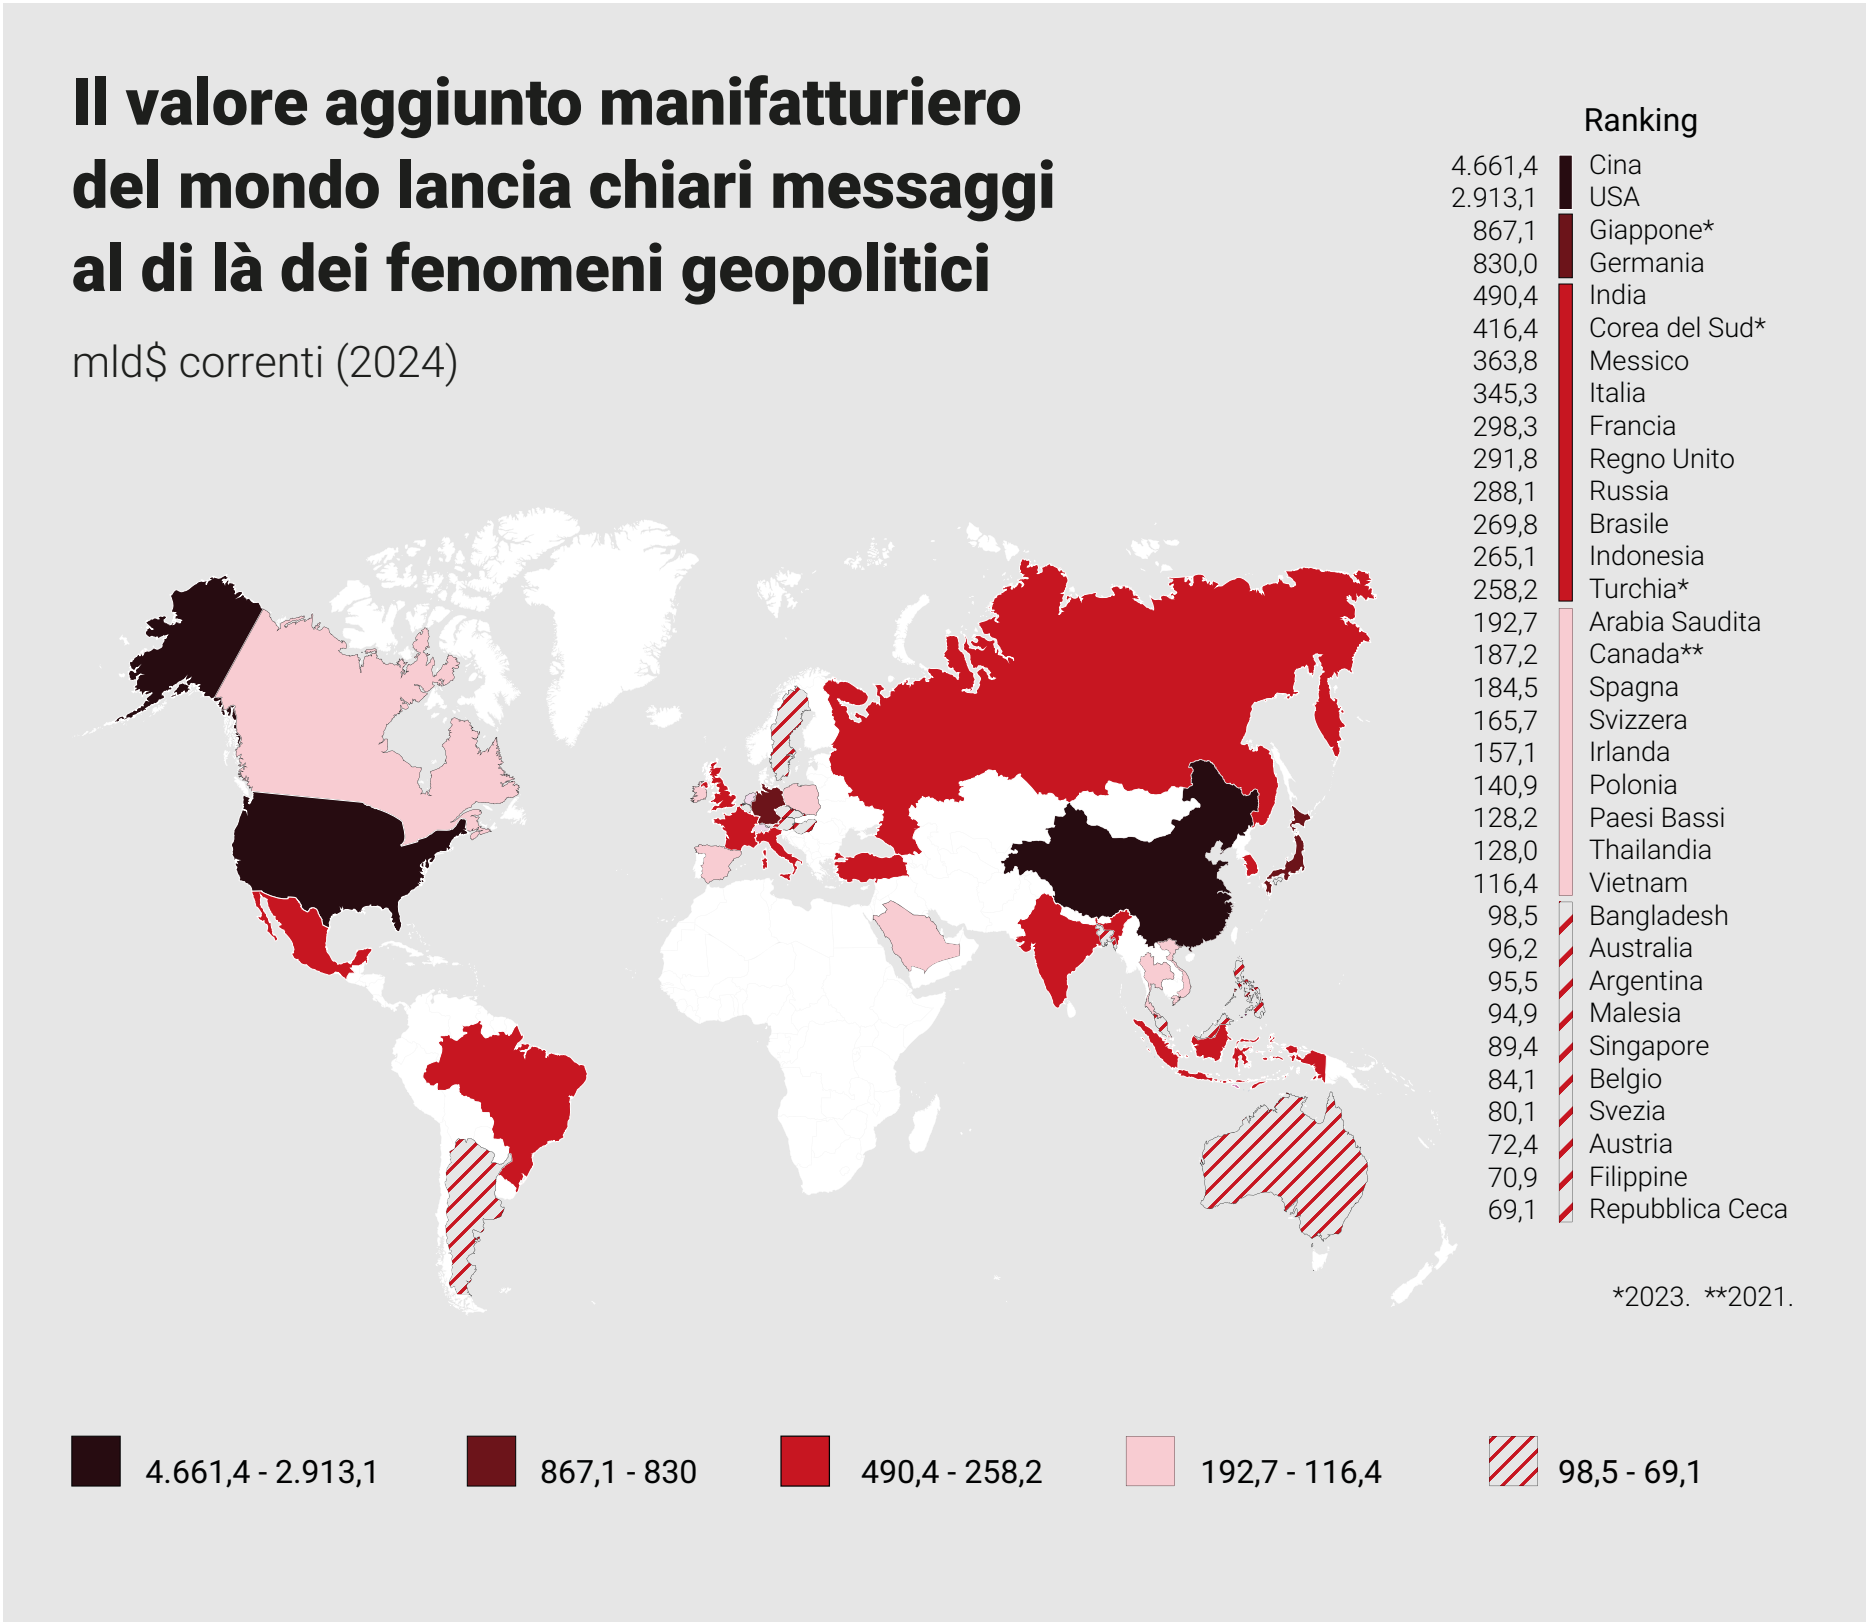 Il valore aggiunto manifatturiero
del mondo lancia chiari messaggi
al di là dei fenomeni geopolitici
mld$ correnti (2024)
Ranking
4.661,4 Cina
2.913,1 USA
867,1 Giappone*
830,0 Germania
490,4 India
416,4 Corea del Sud*
363,8 Messico
345,3 Italia
298,3 Francia
291,8 Regno Unito
288,1 Russia
269,8 Brasile
265,1 Indonesia
258,2 Turchia*
192,7 Arabia Saudita
187,2 Canada**
184,5 Spagna
165,7 Svizzera
157,1 Irlanda
140,9 Polonia
128,2 Paesi Bassi
128,0 Thailandia
116,4 Vietnam
98,5 Bangladesh
96,2 Australia
95,5 Argentina
94,9 Malesia
89,4 Singapore
84,1 Belgio
80,1 Svezia
72,4 Austria
70,9 Filippine
69,1 Repubblica Ceca
*2023. **2021.
4.661,4 - 2.913,1
867,1 - 830
490,4 - 258,2
192,7 - 116,4
98,5 - 69,1